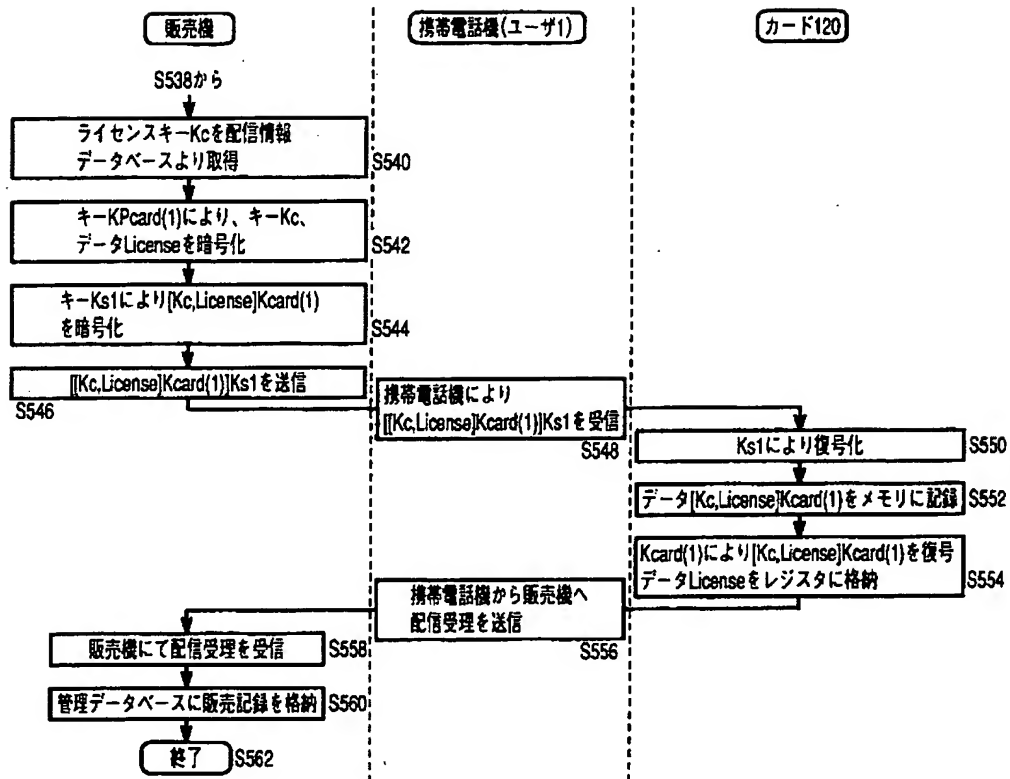 販売機
携帯電話機(ユーザ1)
カード120
S538から
ライセンスキーKcを配信情報
データベースより取得
S540
キーKPcard(1)により、キーKc、
データLicenseを暗号化
S542
キーKs1により[Kc,License]Kcard(1)
を暗号化
S544
[[Kc,License]Kcard(1)]Ks1を送信
S546
携帯電話機により
[[Kc,License]Kcard(1)]Ks1を受信
S548
Ks1により復号化
S550
データ[Kc,License]Kcard(1)をメモリに記録
S552
Kcard(1)により[Kc,License]Kcard(1)を復号
データLicenseをレジスタに格納
S554
携帯電話機から販売機へ
配信受理を送信
S556
販売機にて配信受理を受信
S558
管理データベースに販売記録を格納
S560
終了
S562